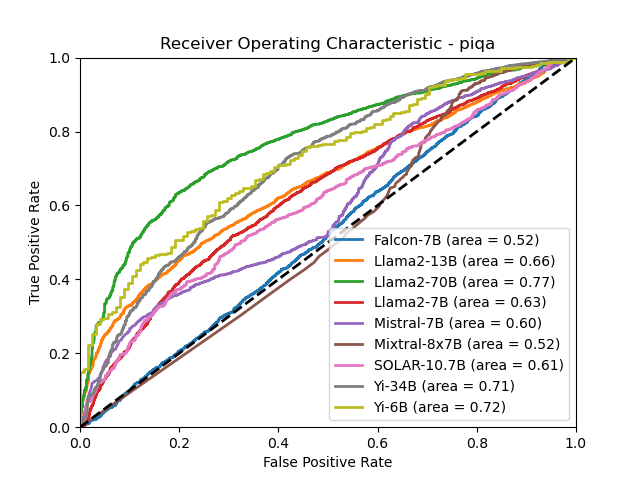 Receiver Operating Characteristic - piqa
1.0
0.8
0.6
0.4
0.2
0.0
True Positive Rate
Falcon-7B (area = 0.52)
Llama2-13B (area = 0.66)
Llama2-70B (area = 0.77)
Llama2-7B (area = 0.63)
Mistral-7B (area = 0.60)
Mixtral-8x7B (area = 0.52)
SOLAR-10.7B (area = 0.61)
Yi-34B (area = 0.71)
Yi-6B (area = 0.72)
0.0 0.2 0.4 0.6 0.8 1.0
False Positive Rate